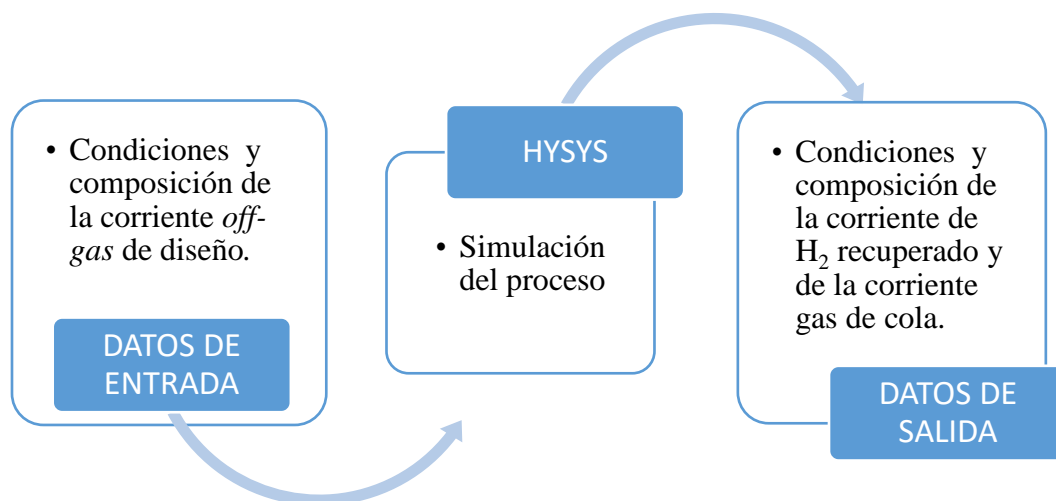 • Condiciones y
composición de
la corriente off-
gas de diseño.
DATOS DE
ENTRADA
HYSYS
• Simulación
del proceso
• Condiciones y
composición de
la corriente de
H₂ recuperado y
de la corriente
gas de cola.
DATOS DE
SALIDA